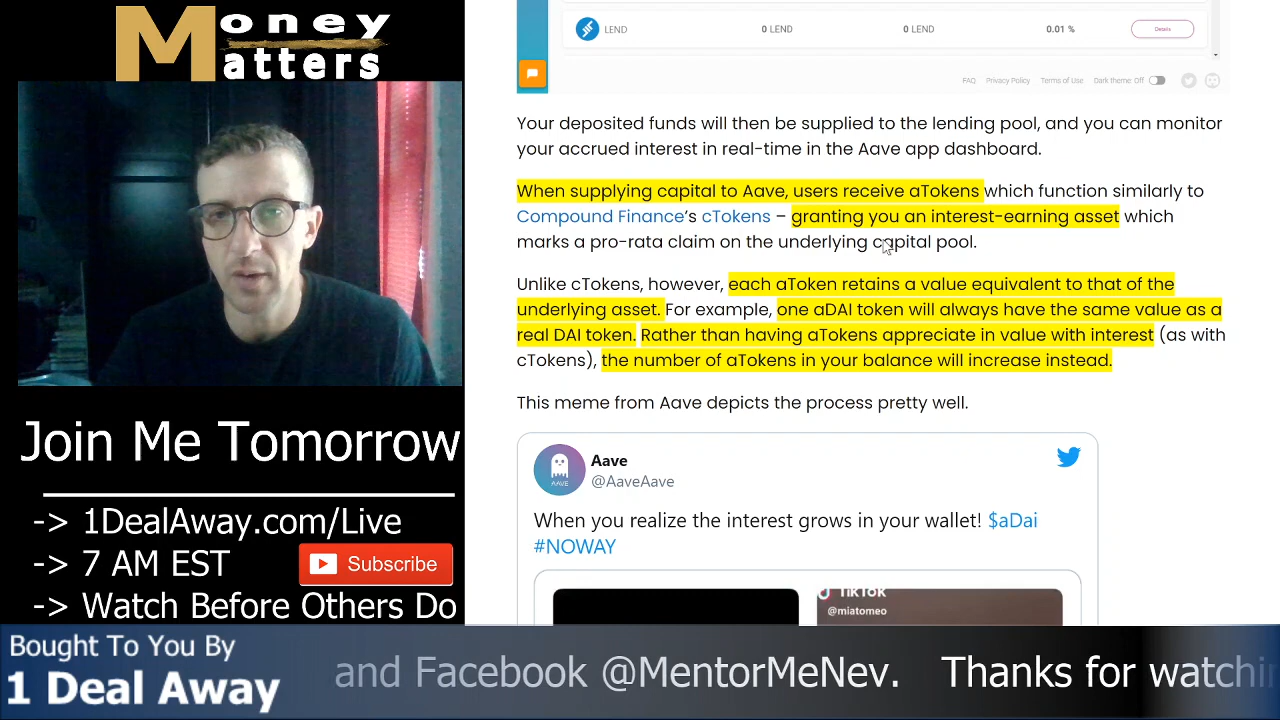 Money
Matters
Join Me Tomorrow
-> 1DealAway.com/Live
-> 7 AM EST
Subscribe
-> Watch Before Others Do
LEND
0 LEND
0 LEND
0.01 %
Details
FAQ
Privacy Policy
Terms of Use
Dark theme: Off
Your deposited funds will then be supplied to the lending pool, and you can monitor
your accrued interest in real-time in the Aave app dashboard.
When supplying capital to Aave, users receive aTokens which function similarly to
Compound Finance's cTokens – granting you an interest-earning asset which
marks a pro-rata claim on the underlying capital pool.
Unlike cTokens, however, each aToken retains a value equivalent to that of the
underlying asset. For example, one aDAI token will always have the same value as a
real DAI token. Rather than having aTokens appreciate in value with interest (as with
cTokens), the number of aTokens in your balance will increase instead.
This meme from Aave depicts the process pretty well.
AAVE
Aave
@AaveAave
When you realize the interest grows in your wallet! $aDai
#NOWAY
TikTok
@miatomeo
Bought To You By
1 Deal Away
and Facebook @MentorMeNev. Thanks for watchin